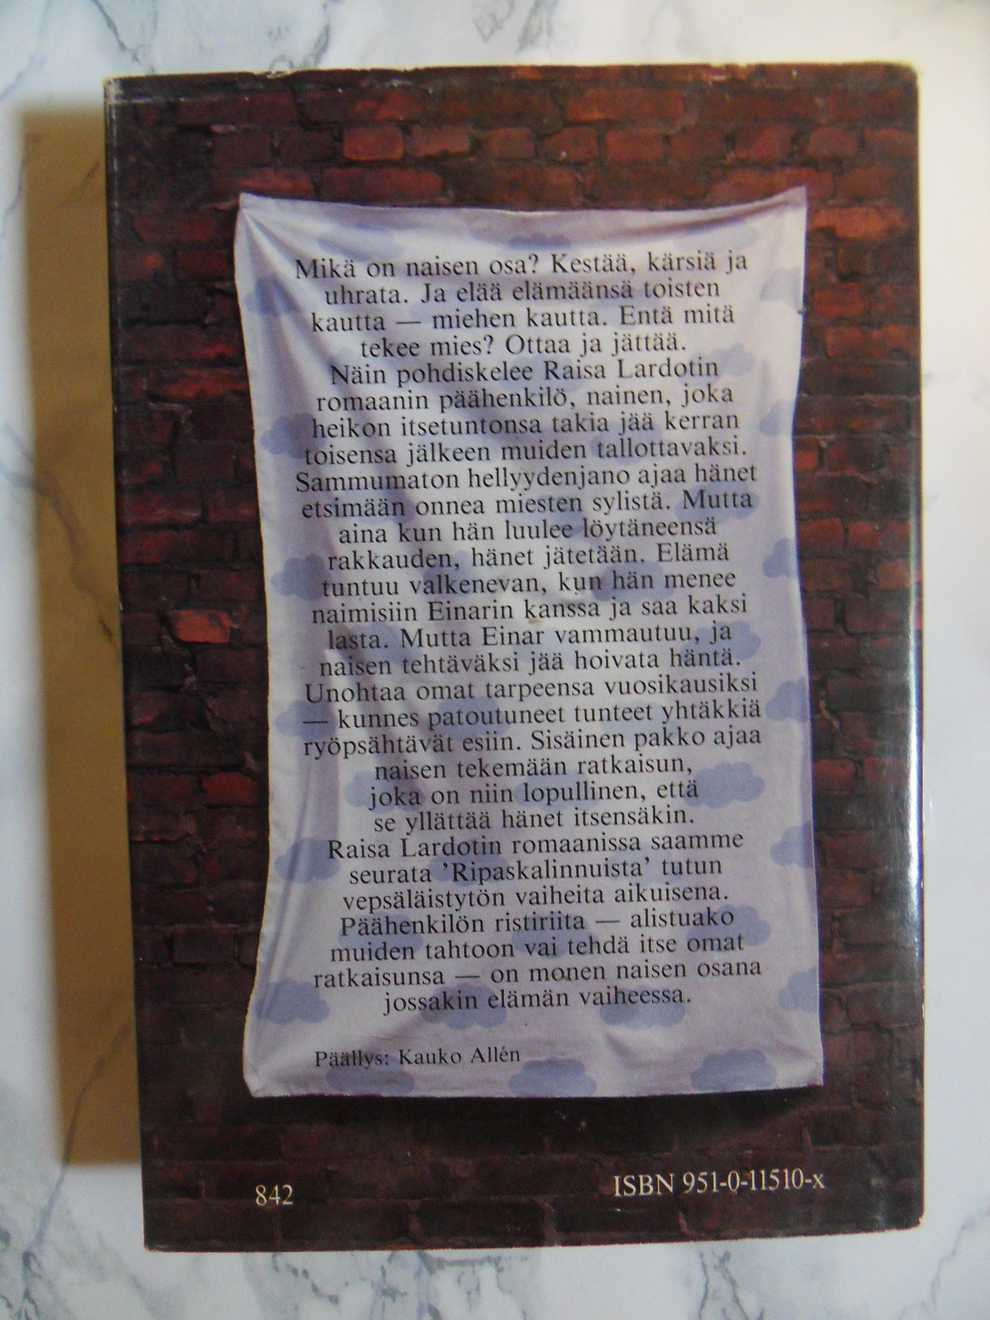 Mikä on naisen osa? Kestää, kärsiä ja
uhrata. Ja elää elämäänsä toisten
kautta — miehen kautta. Entä mitä
tekee mies? Ottaa ja jättää.
Näin pohdiskelee Raisa Lardotin
romaanin päähenkilö, nainen, joka
heikon itsetuntonsa takia jää kerran
toisensa jälkeen muiden tallottavaksi.
Sammumaton hellyydenjano ajaa hänet
etsimään onnea miesten sylistä. Mutta
aina kun hän luulee löytäneensä
rakkauden, hänet jätetään. Elämä
tuntuu valkenevan, kun hän menee
naimisiin Einarin kanssa ja saa kaksi
lasta. Mutta Einar vammautuu, ja
naisen tehtäväksi jää hoivata häntä.
Unohtaa omat tarpeensa vuosikausiksi
— kunnes patoutuneet tunteet yhtäkkiä
ryöpsähtävät esiin. Sisäinen pakko ajaa
naisen tekemään ratkaisun,
joka on niin lopullinen, että
se yllättää hänet itsensäkin.
Raisa Lardotin romaanissa saamme
seurata ’Ripaskalinnuista’ tutun
vepsäläistytön vaiheita aikuisena.
Päähenkilön ristiriita — alistuako
muiden tahtoon vai tehdä itse omat
ratkaisunsa — on monen naisen osana
jossakin elämän vaiheessa.
Päällys: Kauko Allén
842
ISBN 951-0-11510-x